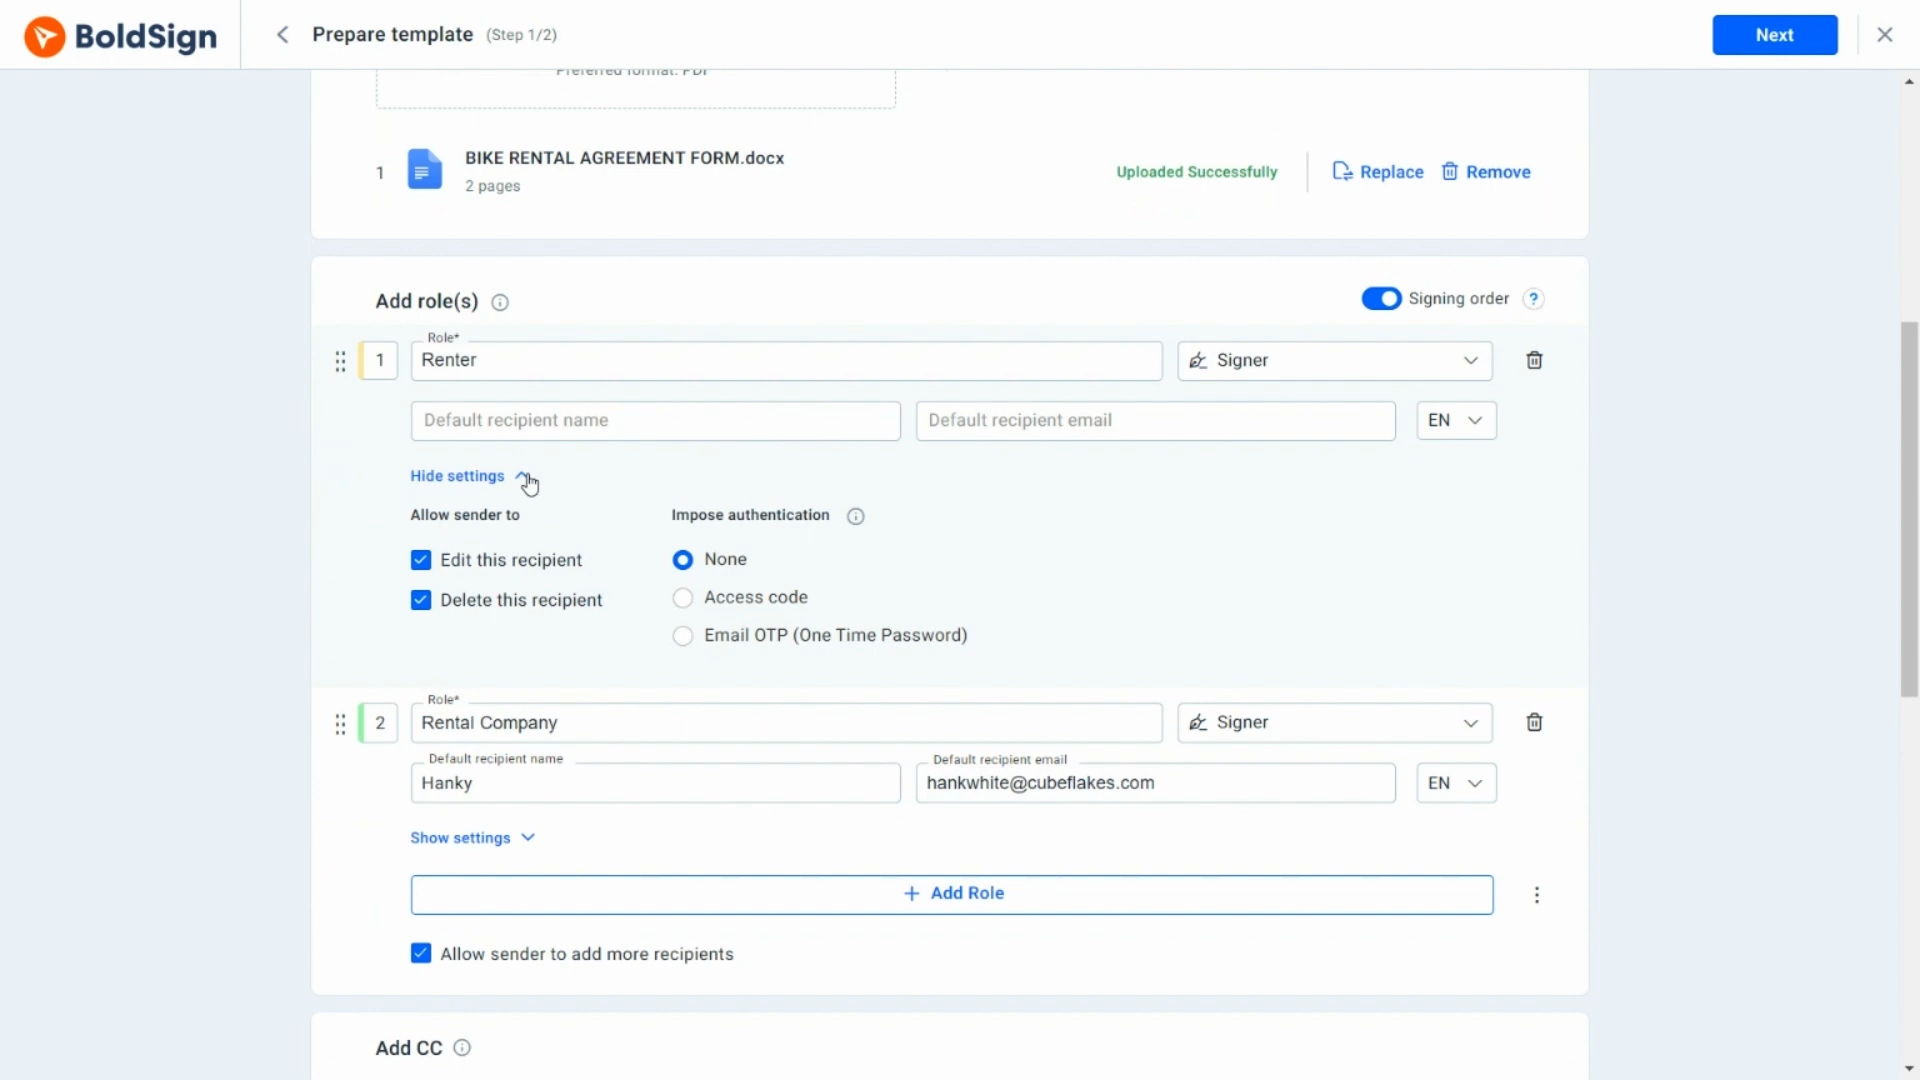 BoldSign
Prepare template (Step 1/2)
Next
Preferred format: PDF
1
BIKE RENTAL AGREEMENT FORM.docx
2 pages
Uploaded Successfully
Replace
Remove
Add role(s)
Signing order
?
Role*
1
Renter
Signer
Default recipient name
Default recipient email
EN
Hide settings
Allow sender to
Impose authentication
Edit this recipient
None
Delete this recipient
Access code
Email OTP (One Time Password)
Role*
2
Rental Company
Signer
Default recipient name
Default recipient email
Hanky
hankwhite@cubeflakes.com
EN
Show settings
+ Add Role
Allow sender to add more recipients
Add CC